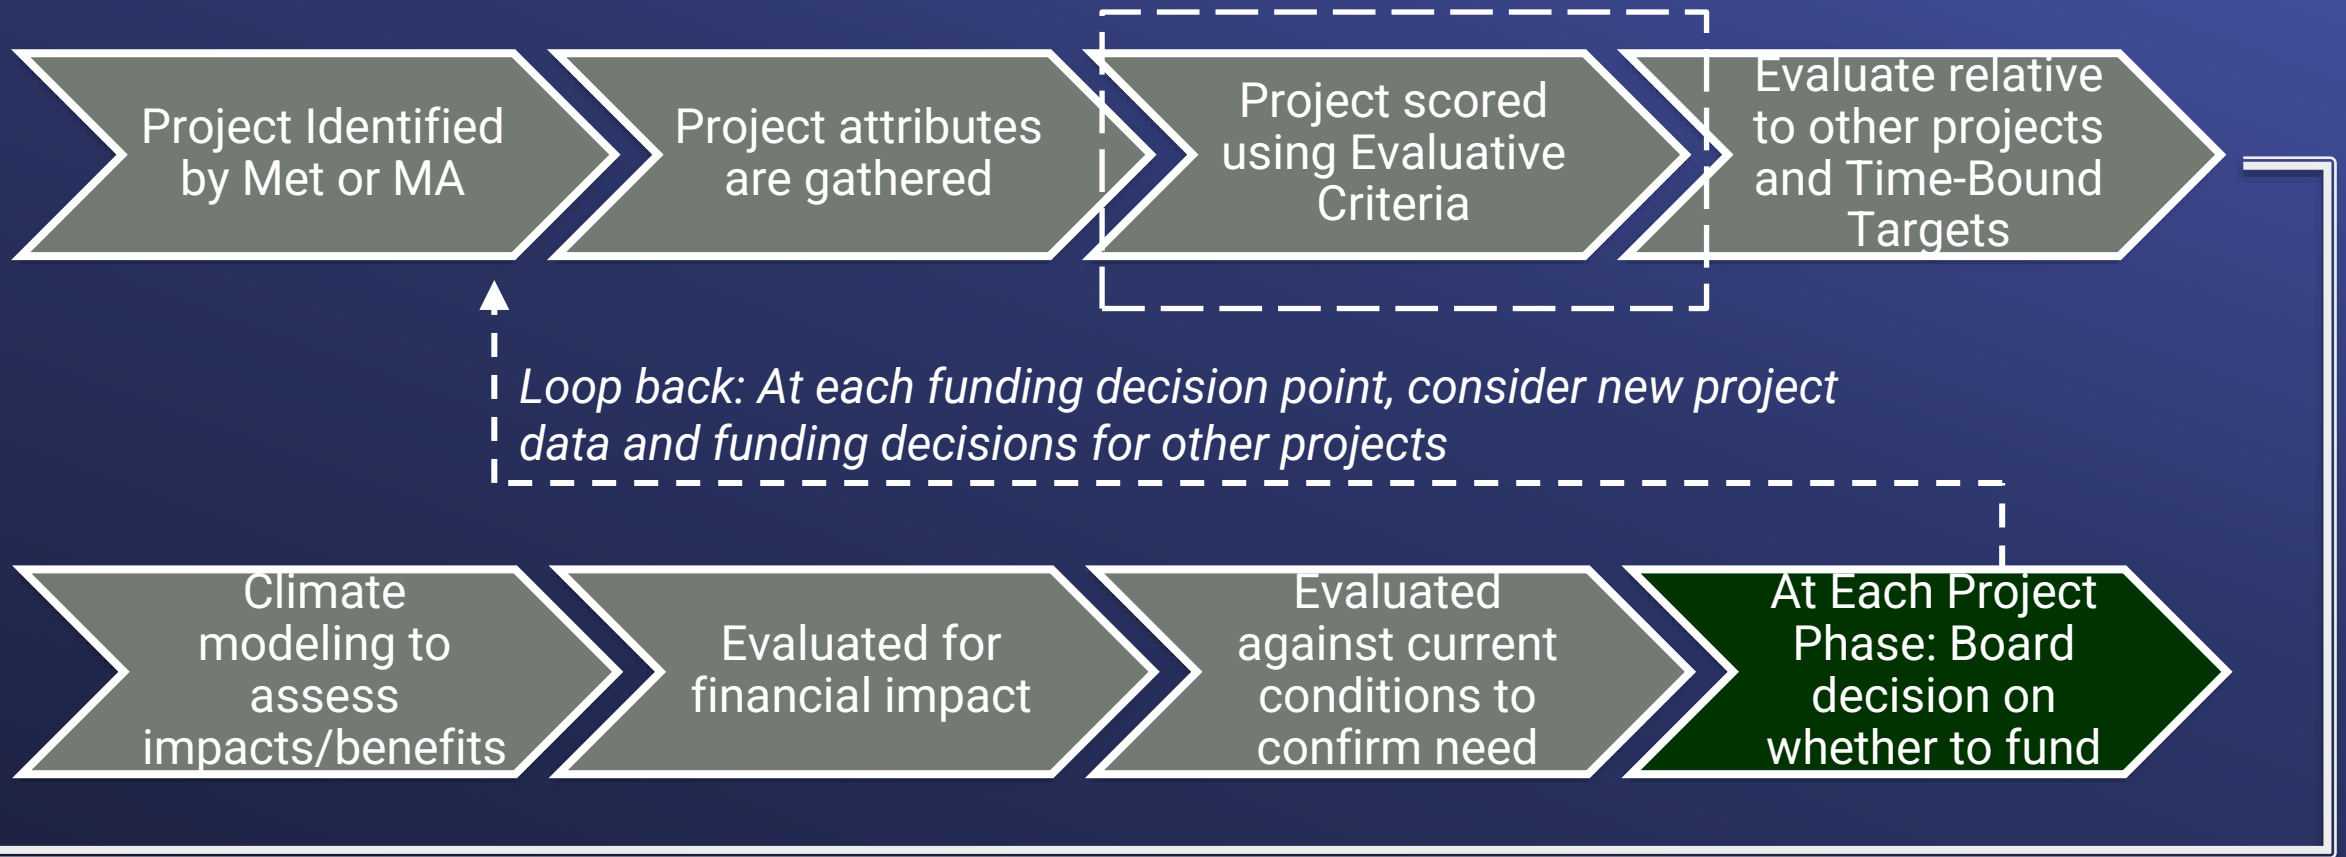 Project Identified
by Met or MA
Project attributes
are gathered
Project scored
using Evaluative
Criteria
Evaluate relative
to other projects
and Time-Bound
Targets
Loop back: At each funding decision point, consider new project
data and funding decisions for other projects
Climate
modeling to
assess
impacts/benefits
Evaluated for
financial impact
Evaluated
against current
conditions to
confirm need
At Each Project
Phase: Board
decision on
whether to fund